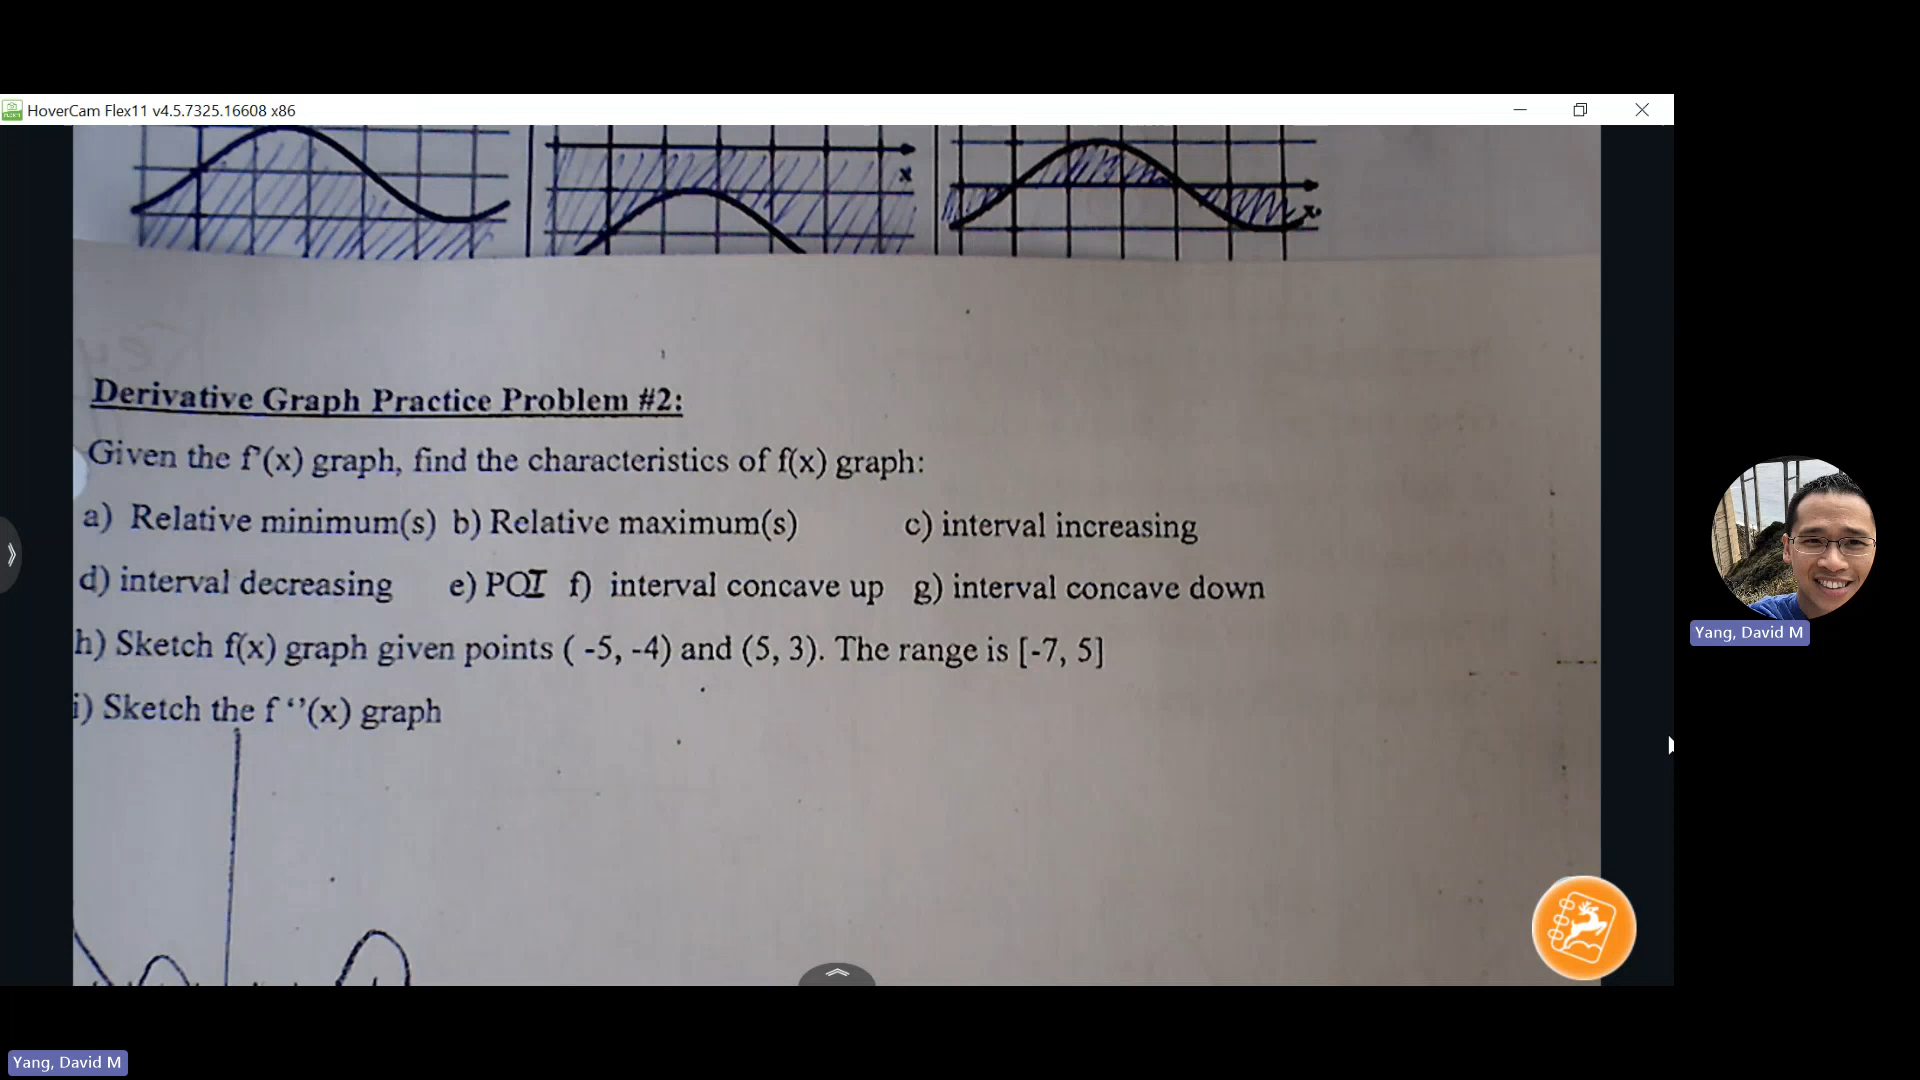 HoverCam Flex11 v4.5.7325.16608 x86
x
x
Derivative Graph Practice Problem #2:
Given the f'(x) graph, find the characteristics of f(x) graph:
a) Relative minimum(s) b) Relative maximum(s) c) interval increasing
d) interval decreasing e) POI f) interval concave up g) interval concave down
h) Sketch f(x) graph given points ( -5, -4) and (5, 3). The range is [-7, 5]
i) Sketch the f ‘’(x) graph
Yang, David M
Yang, David M